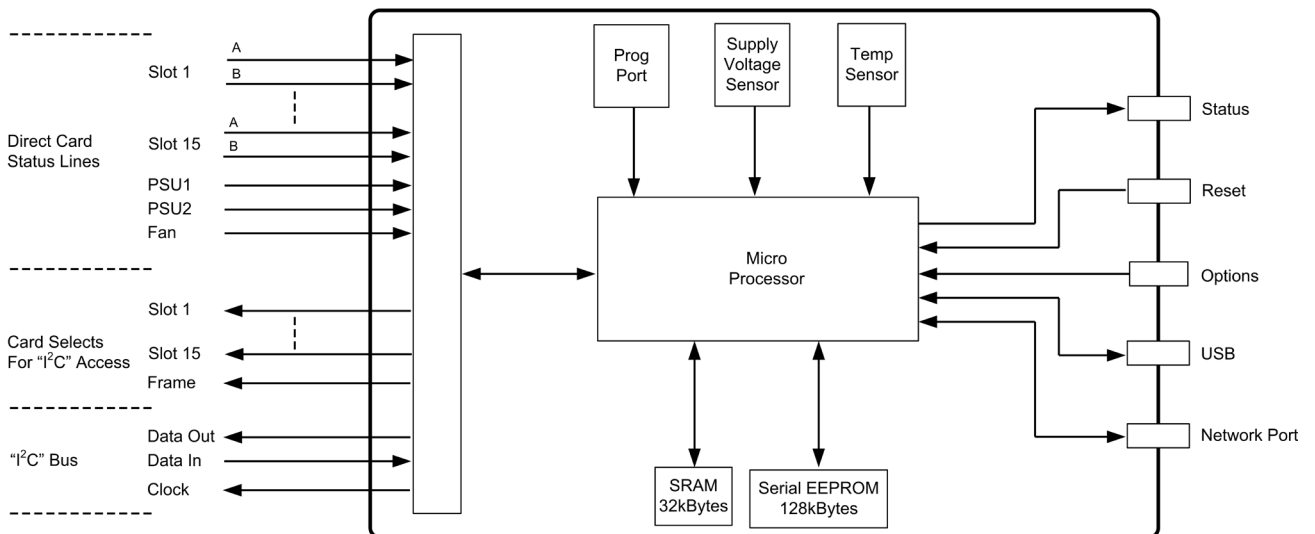 Direct Card
Status Lines
Slot 1
A
B
Slot 15
A
B
PSU1
PSU2
Fan
Card Selects
For “I²C” Access
Slot 1
Slot 15
Frame
“I²C” Bus
Data Out
Data In
Clock
Prog
Port
Supply
Voltage
Sensor
Temp
Sensor
Micro
Processor
SRAM
32kBytes
Serial EEPROM
128kBytes
Status
Reset
Options
USB
Network Port